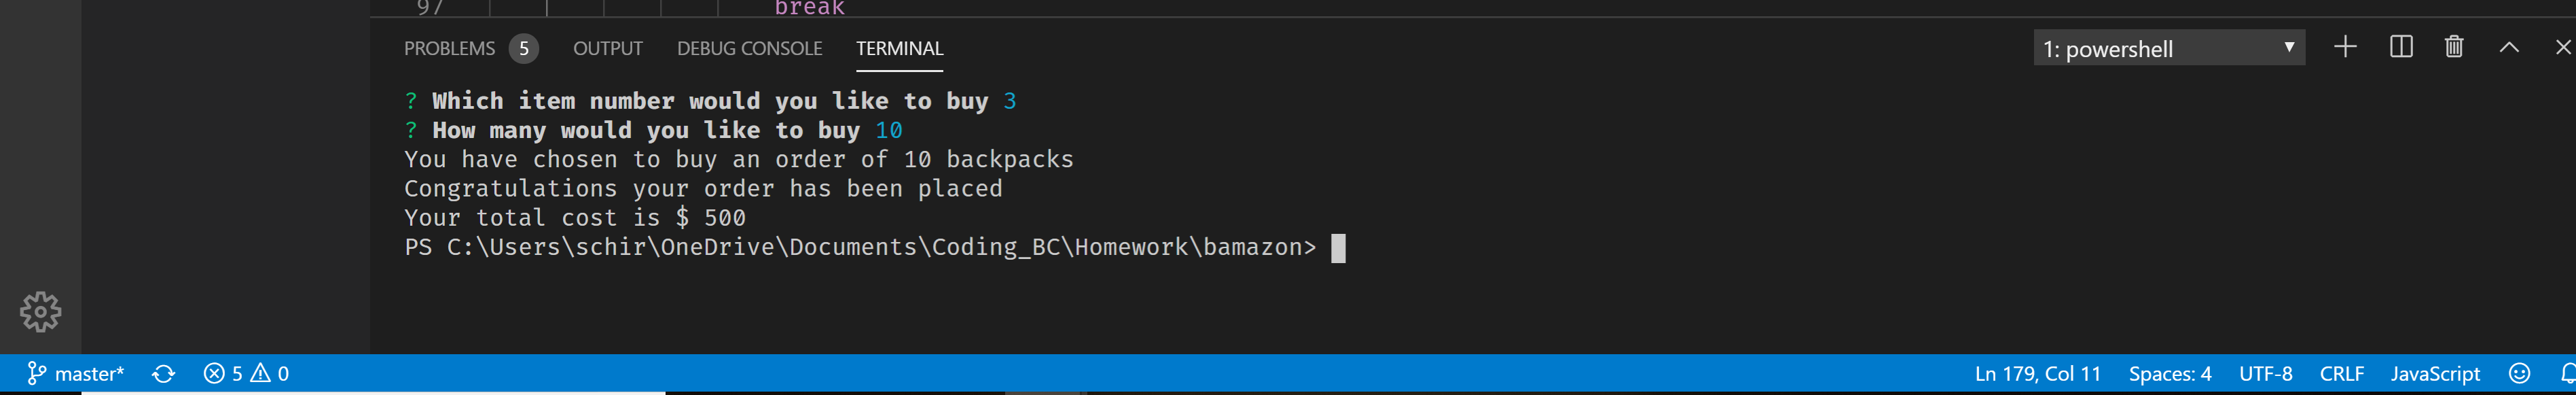 97 break
PROBLEMS 5 OUTPUT DEBUG CONSOLE TERMINAL 1: powershell
? Which item number would you like to buy 3
? How many would you like to buy 10
You have chosen to buy an order of 10 backpacks
Congratulations your order has been placed
Your total cost is $ 500
PS C:\Users\schir\OneDrive\Documents\Coding_BC\Homework\bamazon>
master* 5 0 Ln 179, Col 11 Spaces: 4 UTF-8 CRLF JavaScript